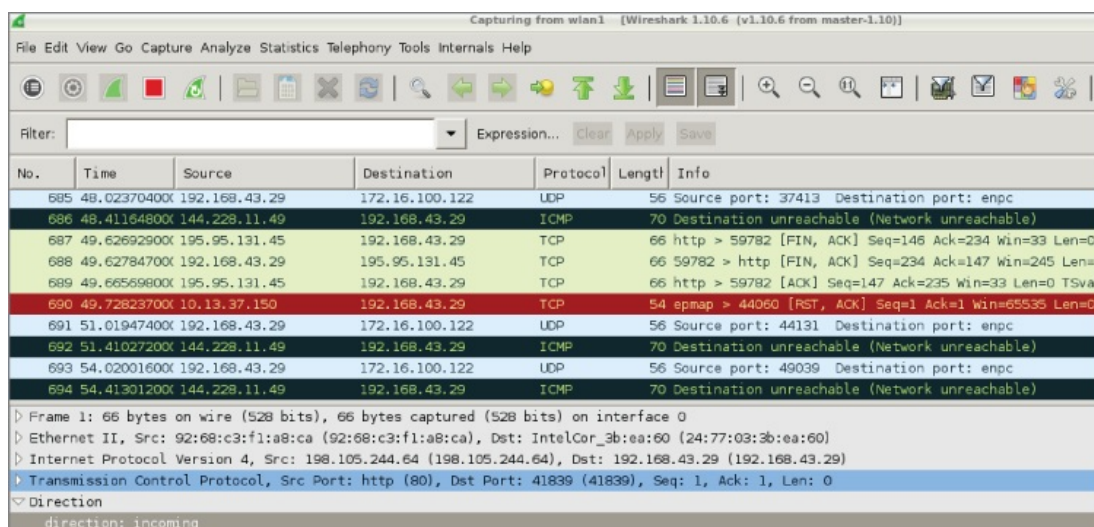 Capturing from wlan1 [Wireshark 1.10.6 (v1.10.6 from master-1.10)]
File Edit View Go Capture Analyze Statistics Telephony Tools Internals Help
Filter: Expression... Clear Apply Save
No. Time Source Destination Protocol Length Info
685 48.02370400( 192.168.43.29 172.16.100.122 UDP 56 Source port: 37413 Destination port: enpc
686 48.41164800( 144.228.11.49 192.168.43.29 ICMP 70 Destination unreachable (Network unreachable)
687 49.62692900( 195.95.131.45 192.168.43.29 TCP 66 http > 59782 [FIN, ACK] Seq=146 Ack=234 Win=33 Len=0
688 49.62784700( 192.168.43.29 195.95.131.45 TCP 66 59782 > http [FIN, ACK] Seq=234 Ack=147 Win=245 Len=
689 49.66569800( 195.95.131.45 192.168.43.29 TCP 66 http > 59782 [ACK] Seq=147 Ack=235 Win=33 Len=0 TSva
690 49.72823700( 10.13.37.150 192.168.43.29 TCP 54 epmap > 44060 [RST, ACK] Seq=1 Ack=1 Win=65535 Len=0
691 51.01947400( 192.168.43.29 172.16.100.122 UDP 56 Source port: 44131 Destination port: enpc
692 51.41027200( 144.228.11.49 192.168.43.29 ICMP 70 Destination unreachable (Network unreachable)
693 54.02001600( 192.168.43.29 172.16.100.122 UDP 56 Source port: 49039 Destination port: enpc
694 54.41301200( 144.228.11.49 192.168.43.29 ICMP 70 Destination unreachable (Network unreachable)
Frame 1: 66 bytes on wire (528 bits), 66 bytes captured (528 bits) on interface 0
Ethernet II, Src: 92:68:c3:f1:a8:ca (92:68:c3:f1:a8:ca), Dst: IntelCor_3b:ea:60 (24:77:03:3b:ea:60)
Internet Protocol Version 4, Src: 198.105.244.64 (198.105.244.64), Dst: 192.168.43.29 (192.168.43.29)
Transmission Control Protocol, Src Port: http (80), Dst Port: 41839 (41839), Seq: 1, Ack: 1, Len: 0
Direction
direction: incoming